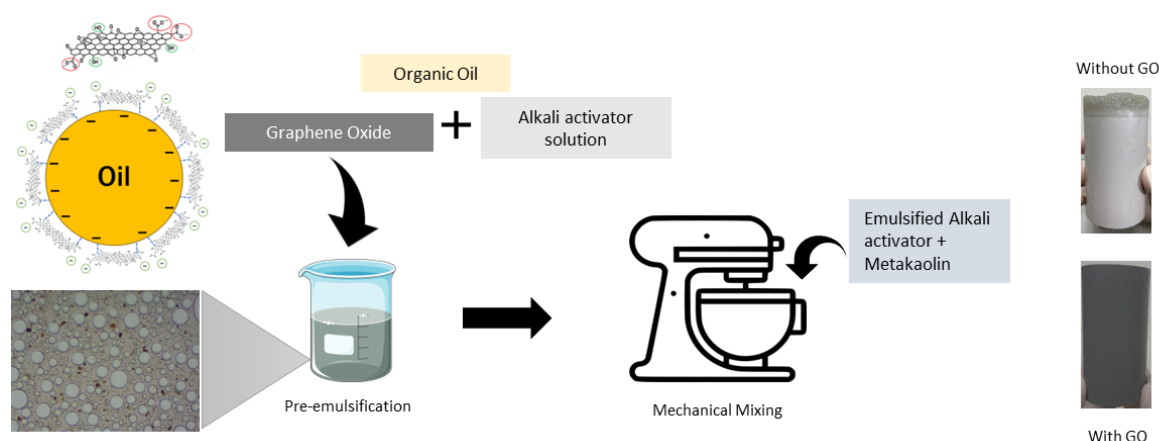 Organic Oil
Graphene Oxide
+
Alkali activator
solution
Oil
Pre-emulsification
Mechanical Mixing
Emulsified Alkali
activator +
Metakaolin
Without GO
With GO